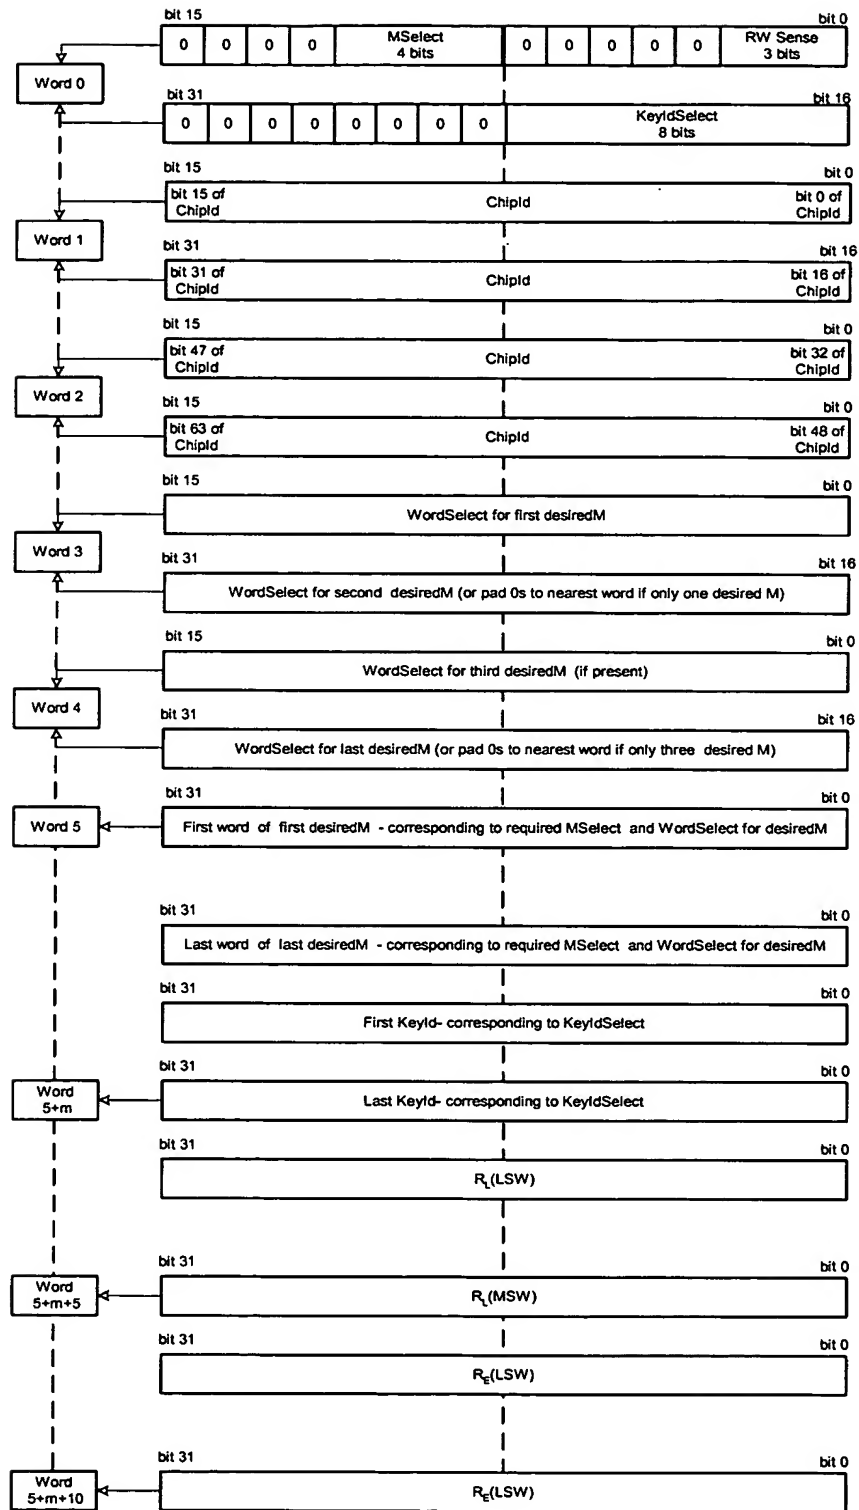 bit 15 bit 0
0 0 0 0 MSelect 0 0 0 0 0 RW Sense
4 bits 3 bits
Word 0
bit 31 bit 16
0 0 0 0 0 0 0 0 KeyIdSelect
8 bits
bit 15 bit 0
bit 15 of ChipId bit 0 of
ChipId ChipId
Word 1
bit 31 bit 16
bit 31 of ChipId bit 16 of
ChipId ChipId
bit 15 bit 0
bit 47 of ChipId bit 32 of
ChipId ChipId
Word 2
bit 15 bit 0
bit 63 of ChipId bit 48 of
ChipId ChipId
bit 15 bit 0
WordSelect for first desiredM
Word 3
bit 31 bit 16
WordSelect for second desiredM (or pad 0s to nearest word if only one desired M)
bit 15 bit 0
WordSelect for third desiredM (if present)
Word 4
bit 31 bit 16
WordSelect for last desiredM (or pad 0s to nearest word if only three desired M)
bit 31 bit 0
Word 5 First word of first desiredM - corresponding to required MSelect and WordSelect for desiredM
bit 31 bit 0
Last word of last desiredM - corresponding to required MSelect and WordSelect for desiredM
bit 31 bit 0
First KeyId- corresponding to KeyIdSelect
bit 31 bit 0
Word
5+m Last KeyId- corresponding to KeyIdSelect
bit 31 bit 0
R_L(LSW)
bit 31 bit 0
Word
5+m+5 R_L(MSW)
bit 31 bit 0
R_E(LSW)
bit 31 bit 0
Word
5+m+10 R_E(LSW)